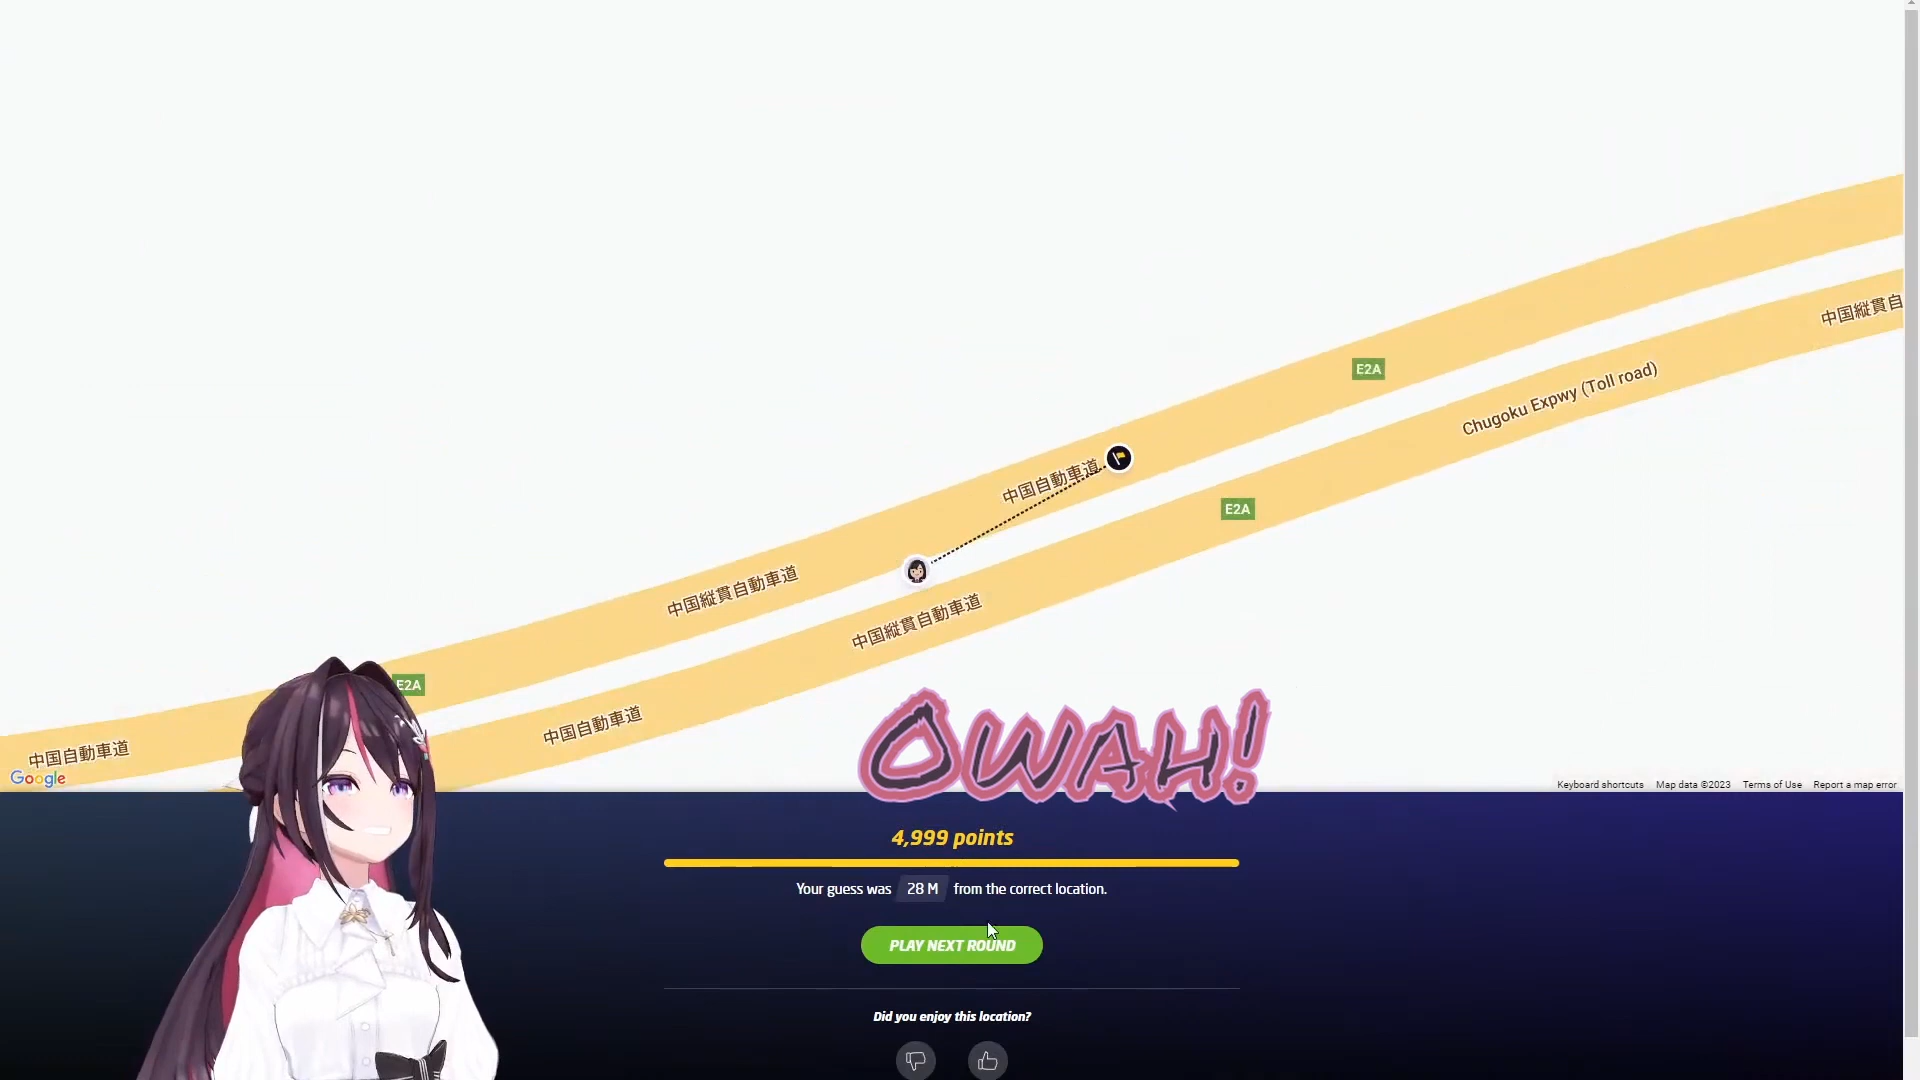 中国縦貫自
E2A
Chugoku Expwy (Toll road)
中国自動車道
E2A
中国縦貫自動車道
中国縦貫自動車道
E2A
中国自動車道
中国自動車道
Google
OWAH!
Keyboard shortcuts Map data ©2023 Terms of Use Report a map error
4,999 points
Your guess was 28 M from the correct location.
PLAY NEXT ROUND
Did you enjoy this location?